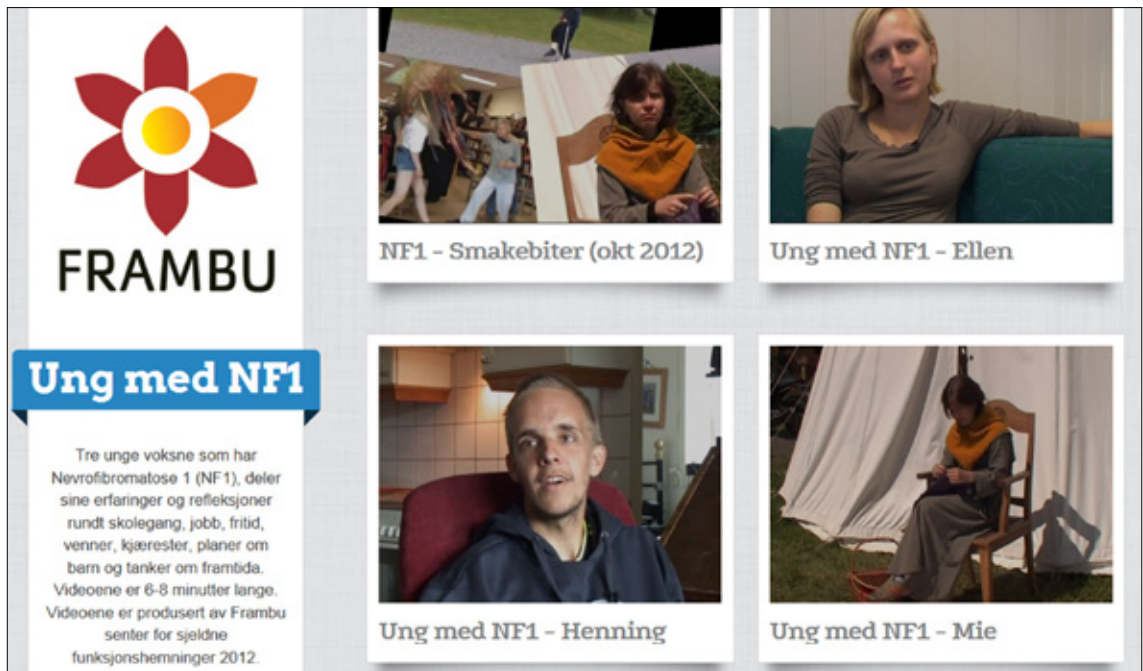 FRAMBU
Ung med NF1
Tre unge voksne som har
Nevrofibromatose 1 (NF1), deler
sine erfaringer og refleksjoner
rundt skolegang, jobb, fritid,
venner, kjærester, planer om
barn og tanker om framtida.
Videoene er 6-8 minutter lange.
Videoene er produsert av Frambu
senter for sjeldne
funksjonshemninger 2012.
NF1 - Smakebiter (okt 2012)
Ung med NF1 - Ellen
Ung med NF1 - Henning
Ung med NF1 - Mie